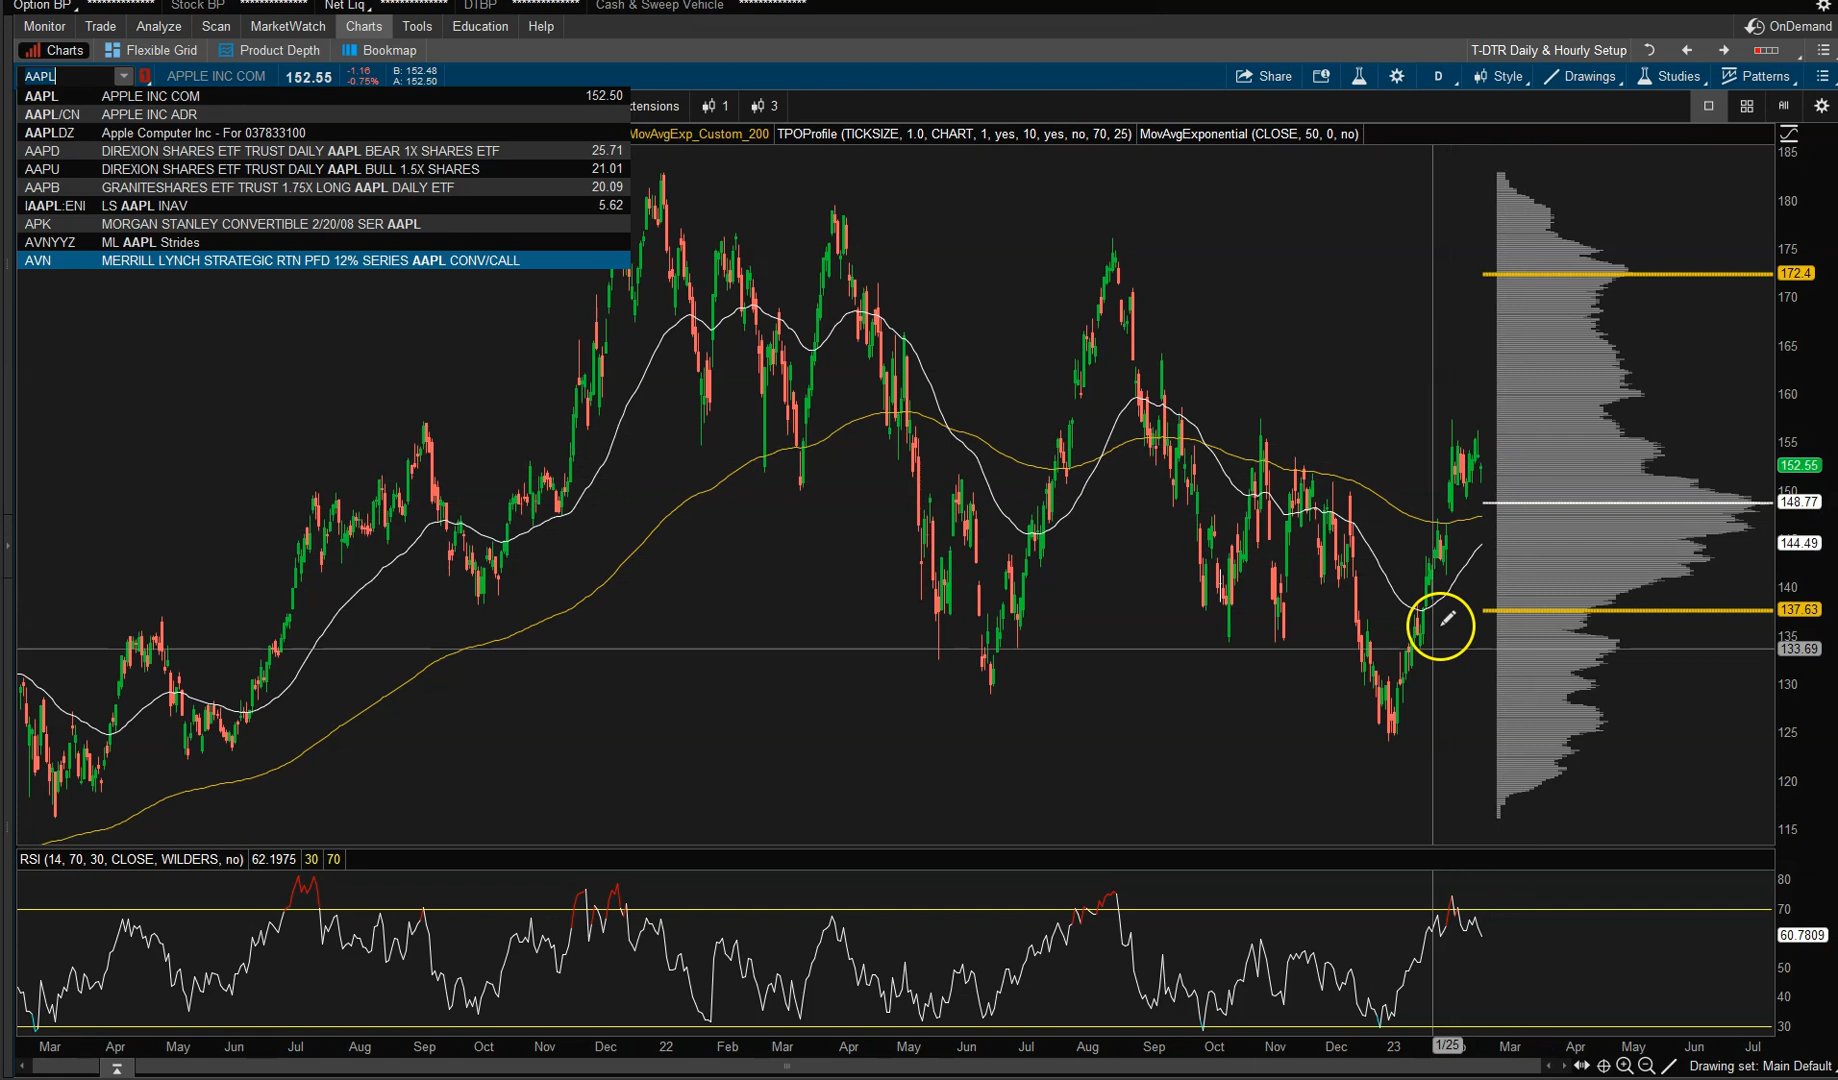 Option BP ************** Stock BP ************** Net Liq ************** DTBP ************** Cash & Sweep Vehicle **************
Monitor Trade Analyze Scan MarketWatch Charts Tools Education Help OnDemand
Charts Flexible Grid Product Depth Bookmap T-DTR Daily & Hourly Setup
AAPL APPLE INC COM 152.55 -1.16 -0.75% B: 152.48 A: 152.50 Share D Style Drawings Studies Patterns
AAPL APPLE INC COM 152.50
AAPL/CN APPLE INC ADR
AAPLDZ Apple Computer Inc - For 037833100
AAPD DIREXION SHARES ETF TRUST DAILY AAPL BEAR 1X SHARES ETF 25.71
AAPU DIREXION SHARES ETF TRUST DAILY AAPL BULL 1.5X SHARES 21.01
AAPB GRANITESHARES ETF TRUST 1.75X LONG AAPL DAILY ETF 20.09
IAAPL:ENI LS AAPL INAV 5.62
APK MORGAN STANLEY CONVERTIBLE 2/20/08 SER AAPL
AVNYYZ ML AAPL Strides
AVN MERRILL LYNCH STRATEGIC RTN PFD 12% SERIES AAPL CONV/CALL
tensions 1 3 All
MovAvgExp_Custom_200 TPOProfile (TICKSIZE, 1.0, CHART, 1, yes, 10, yes, no, 70, 25) MovAvgExponential (CLOSE, 50, 0, no)
185
180
175
172.4
170
165
160
155
152.55
150
148.77
144.49
140
137.63
135
133.69
130
125
120
115
RSI (14, 70, 30, CLOSE, WILDERS, no) 62.1975 30 70
80
70
60.7809
50
40
30
Mar Apr May Jun Jul Aug Sep Oct Nov Dec 22 Feb Mar Apr May Jun Jul Aug Sep Oct Nov Dec 23 1/25 Mar Apr May Jun Jul
Drawing set: Main Default